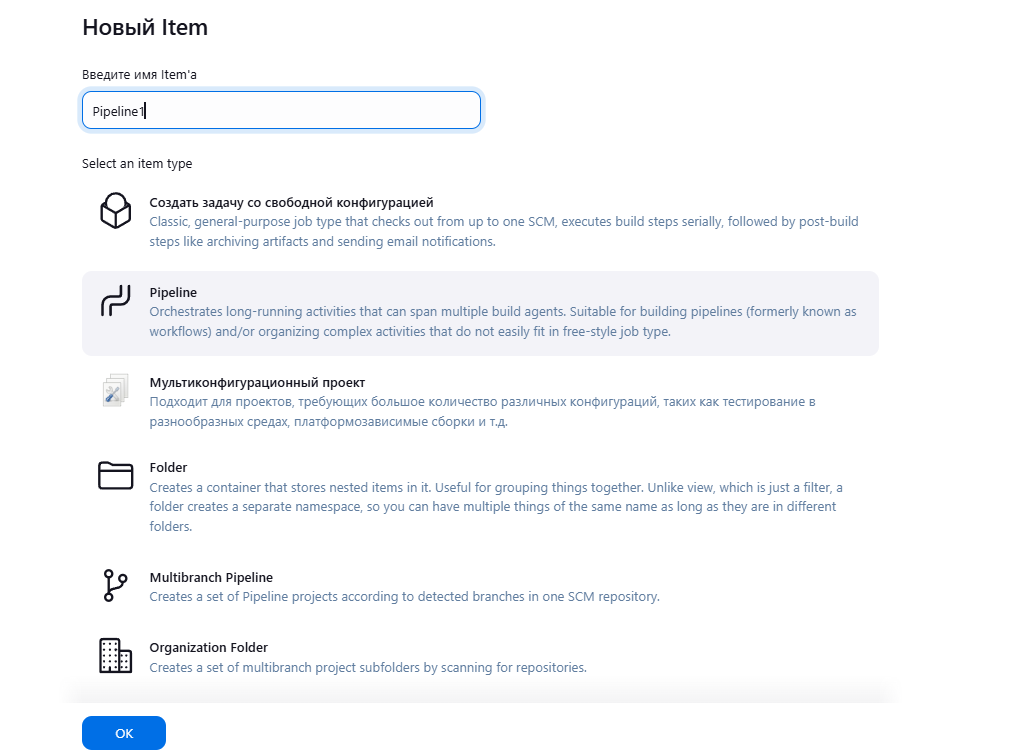 Новый Item
Введите имя Item'а
Pipeline1
Select an item type
Создать задачу со свободной конфигурацией
Classic, general-purpose job type that checks out from up to one SCM, executes build steps serially, followed by post-build
steps like archiving artifacts and sending email notifications.
Pipeline
Orchestrates long-running activities that can span multiple build agents. Suitable for building pipelines (formerly known as
workflows) and/or organizing complex activities that do not easily fit in free-style job type.
Мультиконфигурационный проект
Подходит для проектов, требующих большое количество различных конфигураций, таких как тестирование в
разнообразных средах, платформозависимые сборки и т.д.
Folder
Creates a container that stores nested items in it. Useful for grouping things together. Unlike view, which is just a filter, a
folder creates a separate namespace, so you can have multiple things of the same name as long as they are in different
folders.
Multibranch Pipeline
Creates a set of Pipeline projects according to detected branches in one SCM repository.
Organization Folder
Creates a set of multibranch project subfolders by scanning for repositories.
OK